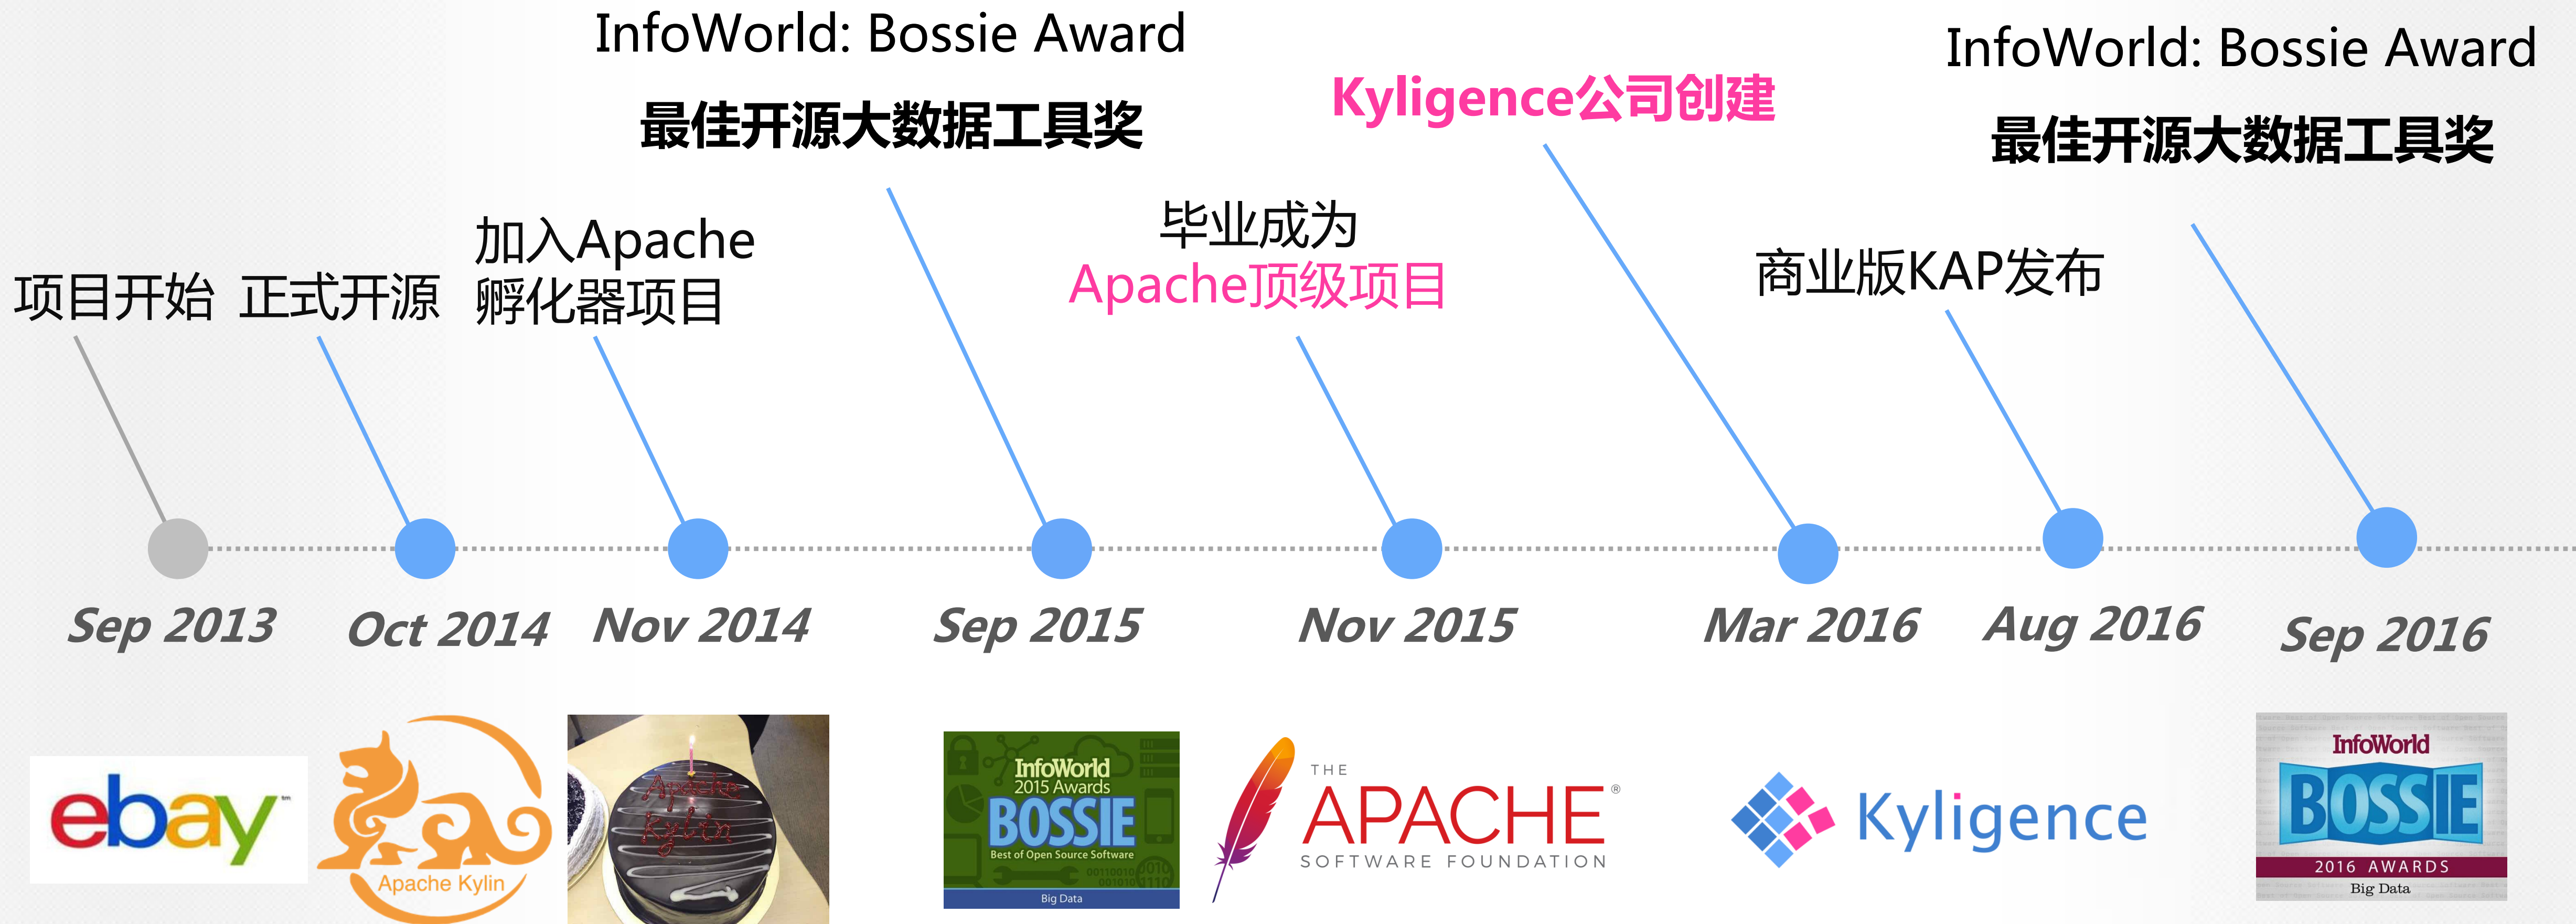 InfoWorld: Bossie Award
最佳开源大数据工具奖
Kyligence公司创建
InfoWorld: Bossie Award
最佳开源大数据工具奖
项目开始
正式开源
加入Apache
孵化器项目
毕业成为
Apache顶级项目
商业版KAP发布
Sep 2013
Oct 2014
Nov 2014
Sep 2015
Nov 2015
Mar 2016
Aug 2016
Sep 2016
ebay™
Apache Kylin
Apache
Kylin
InfoWorld
2015 Awards
BOSSIE
Best of Open Source Software
Big Data
THE
APACHE®
SOFTWARE FOUNDATION
Kyligence
InfoWorld
BOSSIE
2016 AWARDS
Big Data